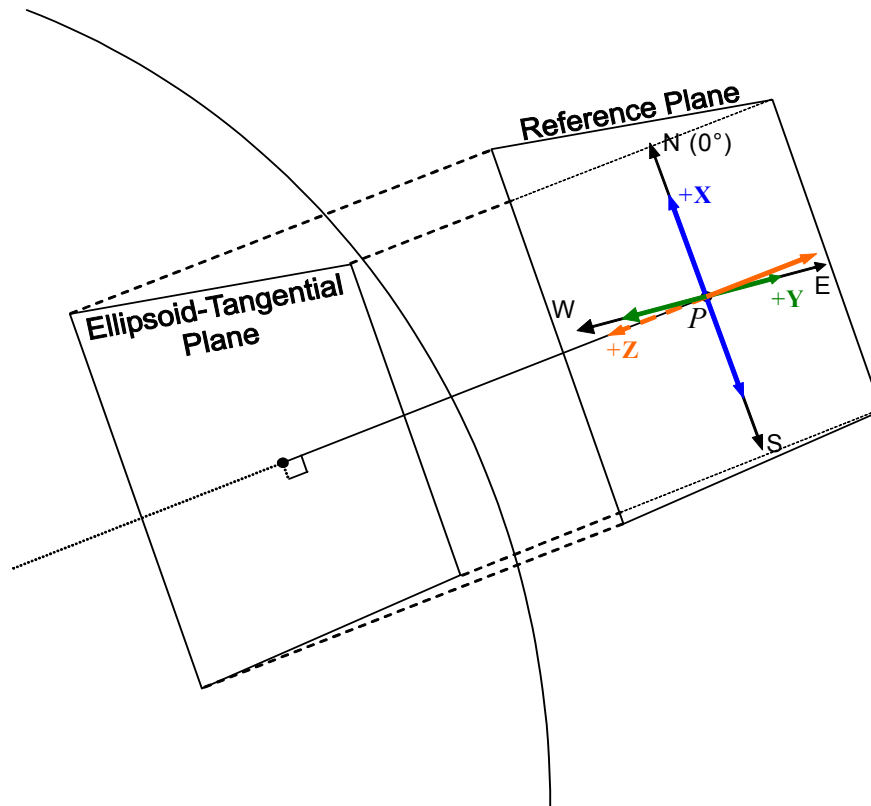 Reference Plane
N (0°)
+X
E
W
+Y
P
+Z
Ellipsoid-Tangential
Plane
S